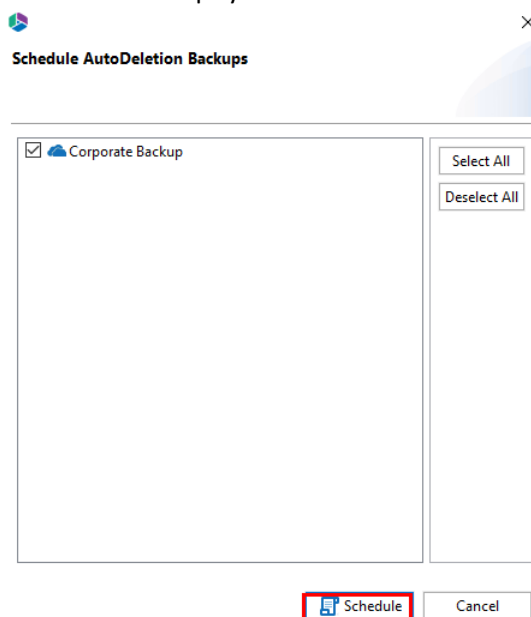 Schedule AutoDeletion Backups
Corporate Backup
Select All
Deselect All
Schedule
Cancel